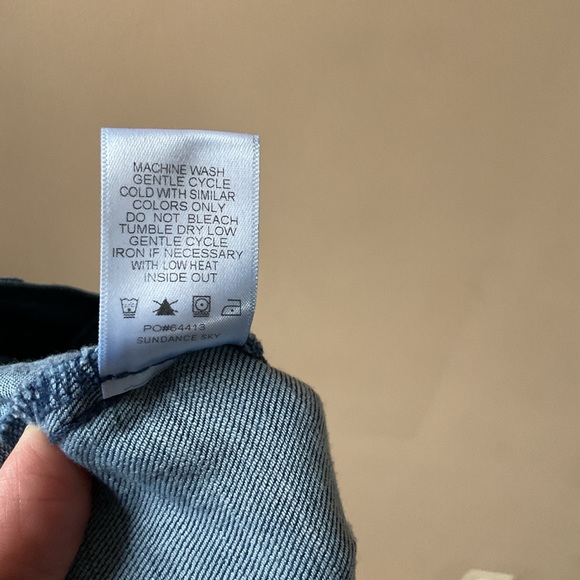 MACHINE WASH
GENTLE CYCLE
COLD WITH SIMILAR
COLORS ONLY
DO NOT BLEACH
TUMBLE DRY LOW
GENTLE CYCLE
IRON IF NECESSARY
WITH LOW HEAT
INSIDE OUT
PO#64413
SUNDANCE SKY